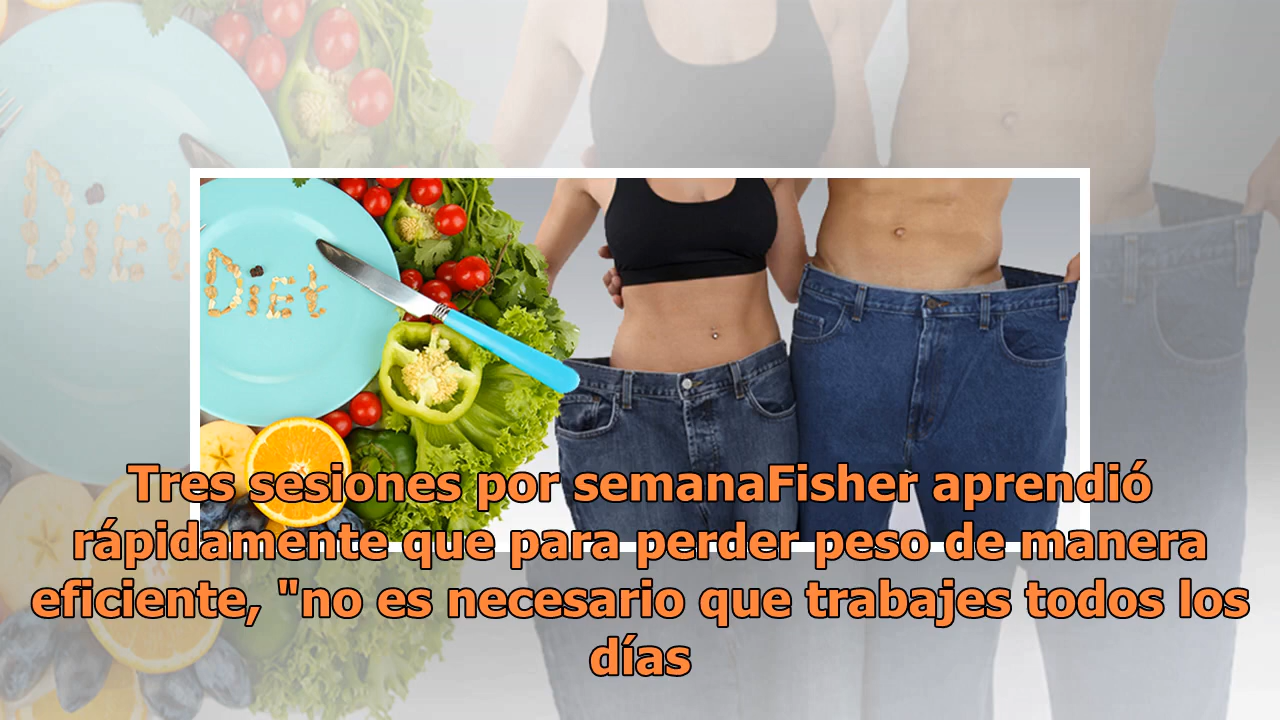 Diet
Tres sesiones por semanaFisher aprendió
rápidamente que para perder peso de manera
eficiente, "no es necesario que trabajes todos los
días